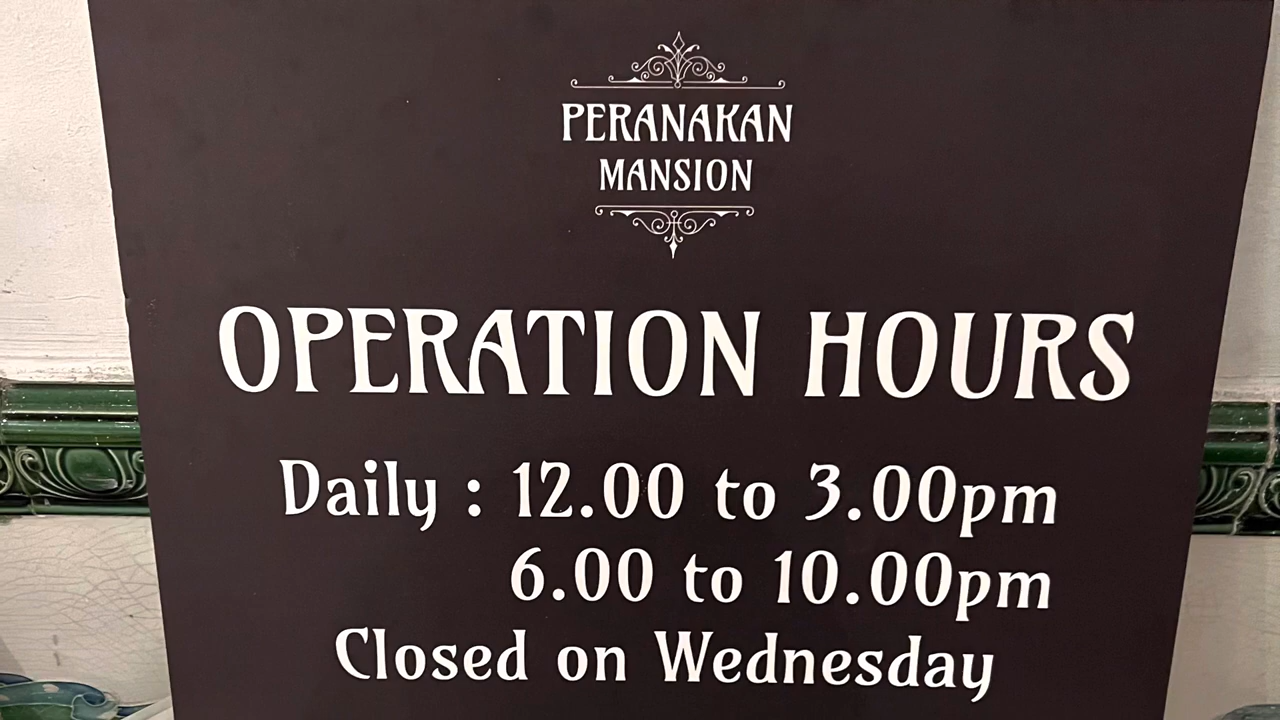 PERANAKAN
MANSION
OPERATION HOURS
Daily : 12.00 to 3.00pm
6.00 to 10.00pm
Closed on Wednesday